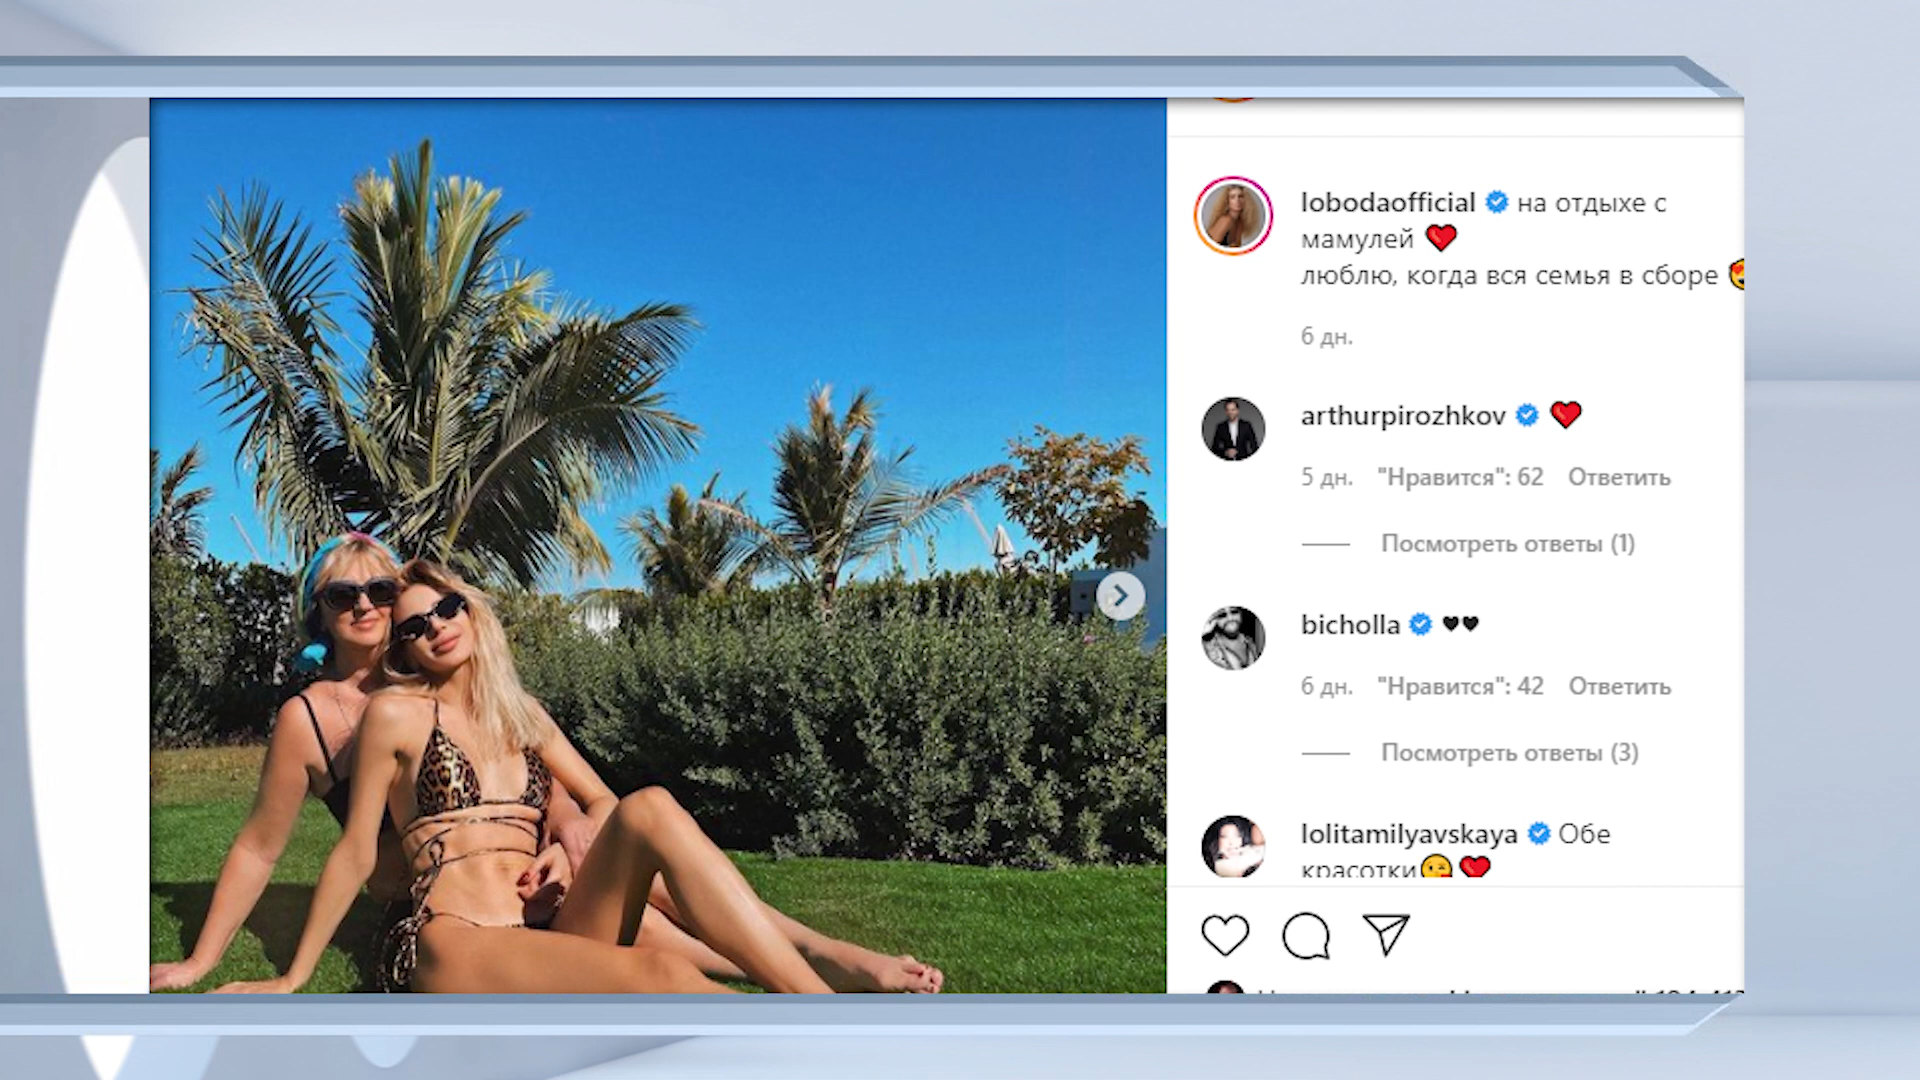 lobodaofficial на отдыхе с
мамулей ❤️
люблю, когда вся семья в сборе 😍
6 дн.
arthurpirozhkov ❤️
5 дн. "Нравится": 62 Ответить
Посмотреть ответы (1)
bicholla 🖤🖤
6 дн. "Нравится": 42 Ответить
Посмотреть ответы (3)
lolitamilyavskaya Обе
красотки😘❤️